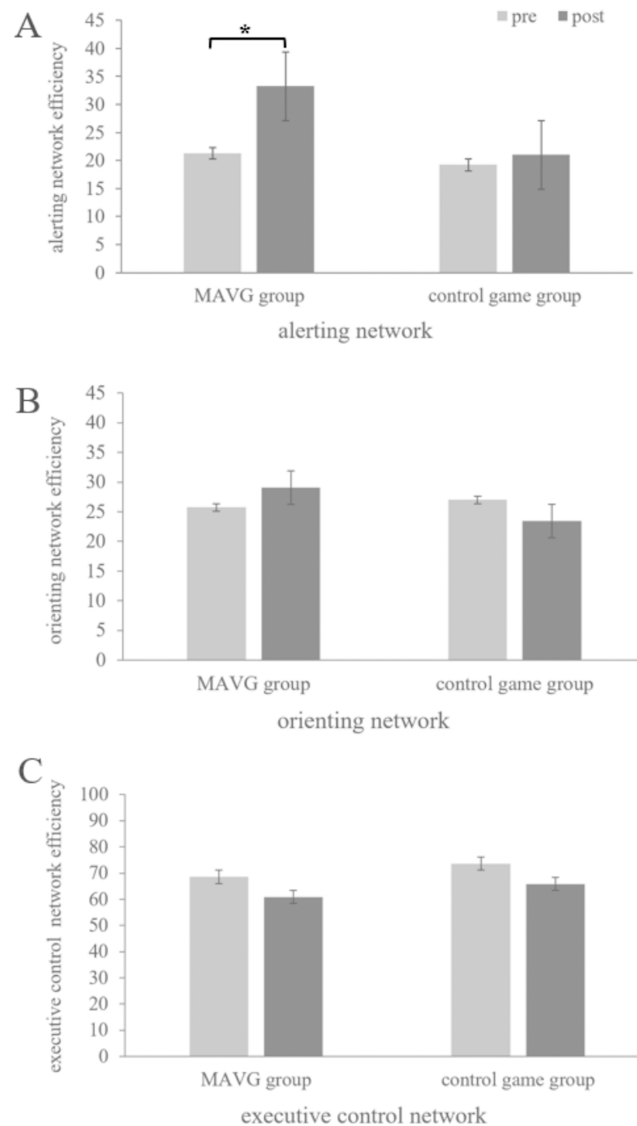 A
pre post
alerting network efficiency
45
40
35
30
25
20
15
10
5
0
*
MAVG group control game group
alerting network
B
orienting network efficiency
45
40
35
30
25
20
15
10
5
0
MAVG group control game group
orienting network
C
executive control network efficiency
100
90
80
70
60
50
40
30
20
10
0
MAVG group control game group
executive control network